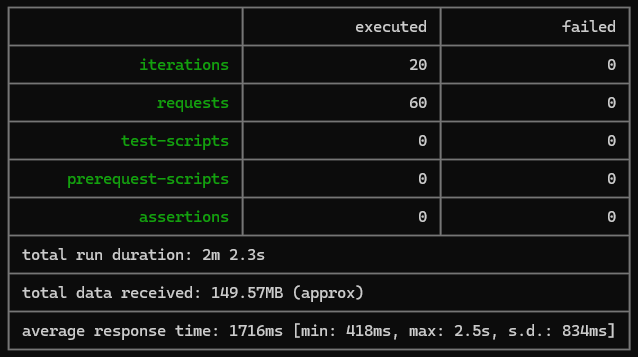 executed failed
iterations 20 0
requests 60 0
test-scripts 0 0
prerequest-scripts 0 0
assertions 0 0
total run duration: 2m 2.3s
total data received: 149.57MB (approx)
average response time: 1716ms [min: 418ms, max: 2.5s, s.d.: 834ms]